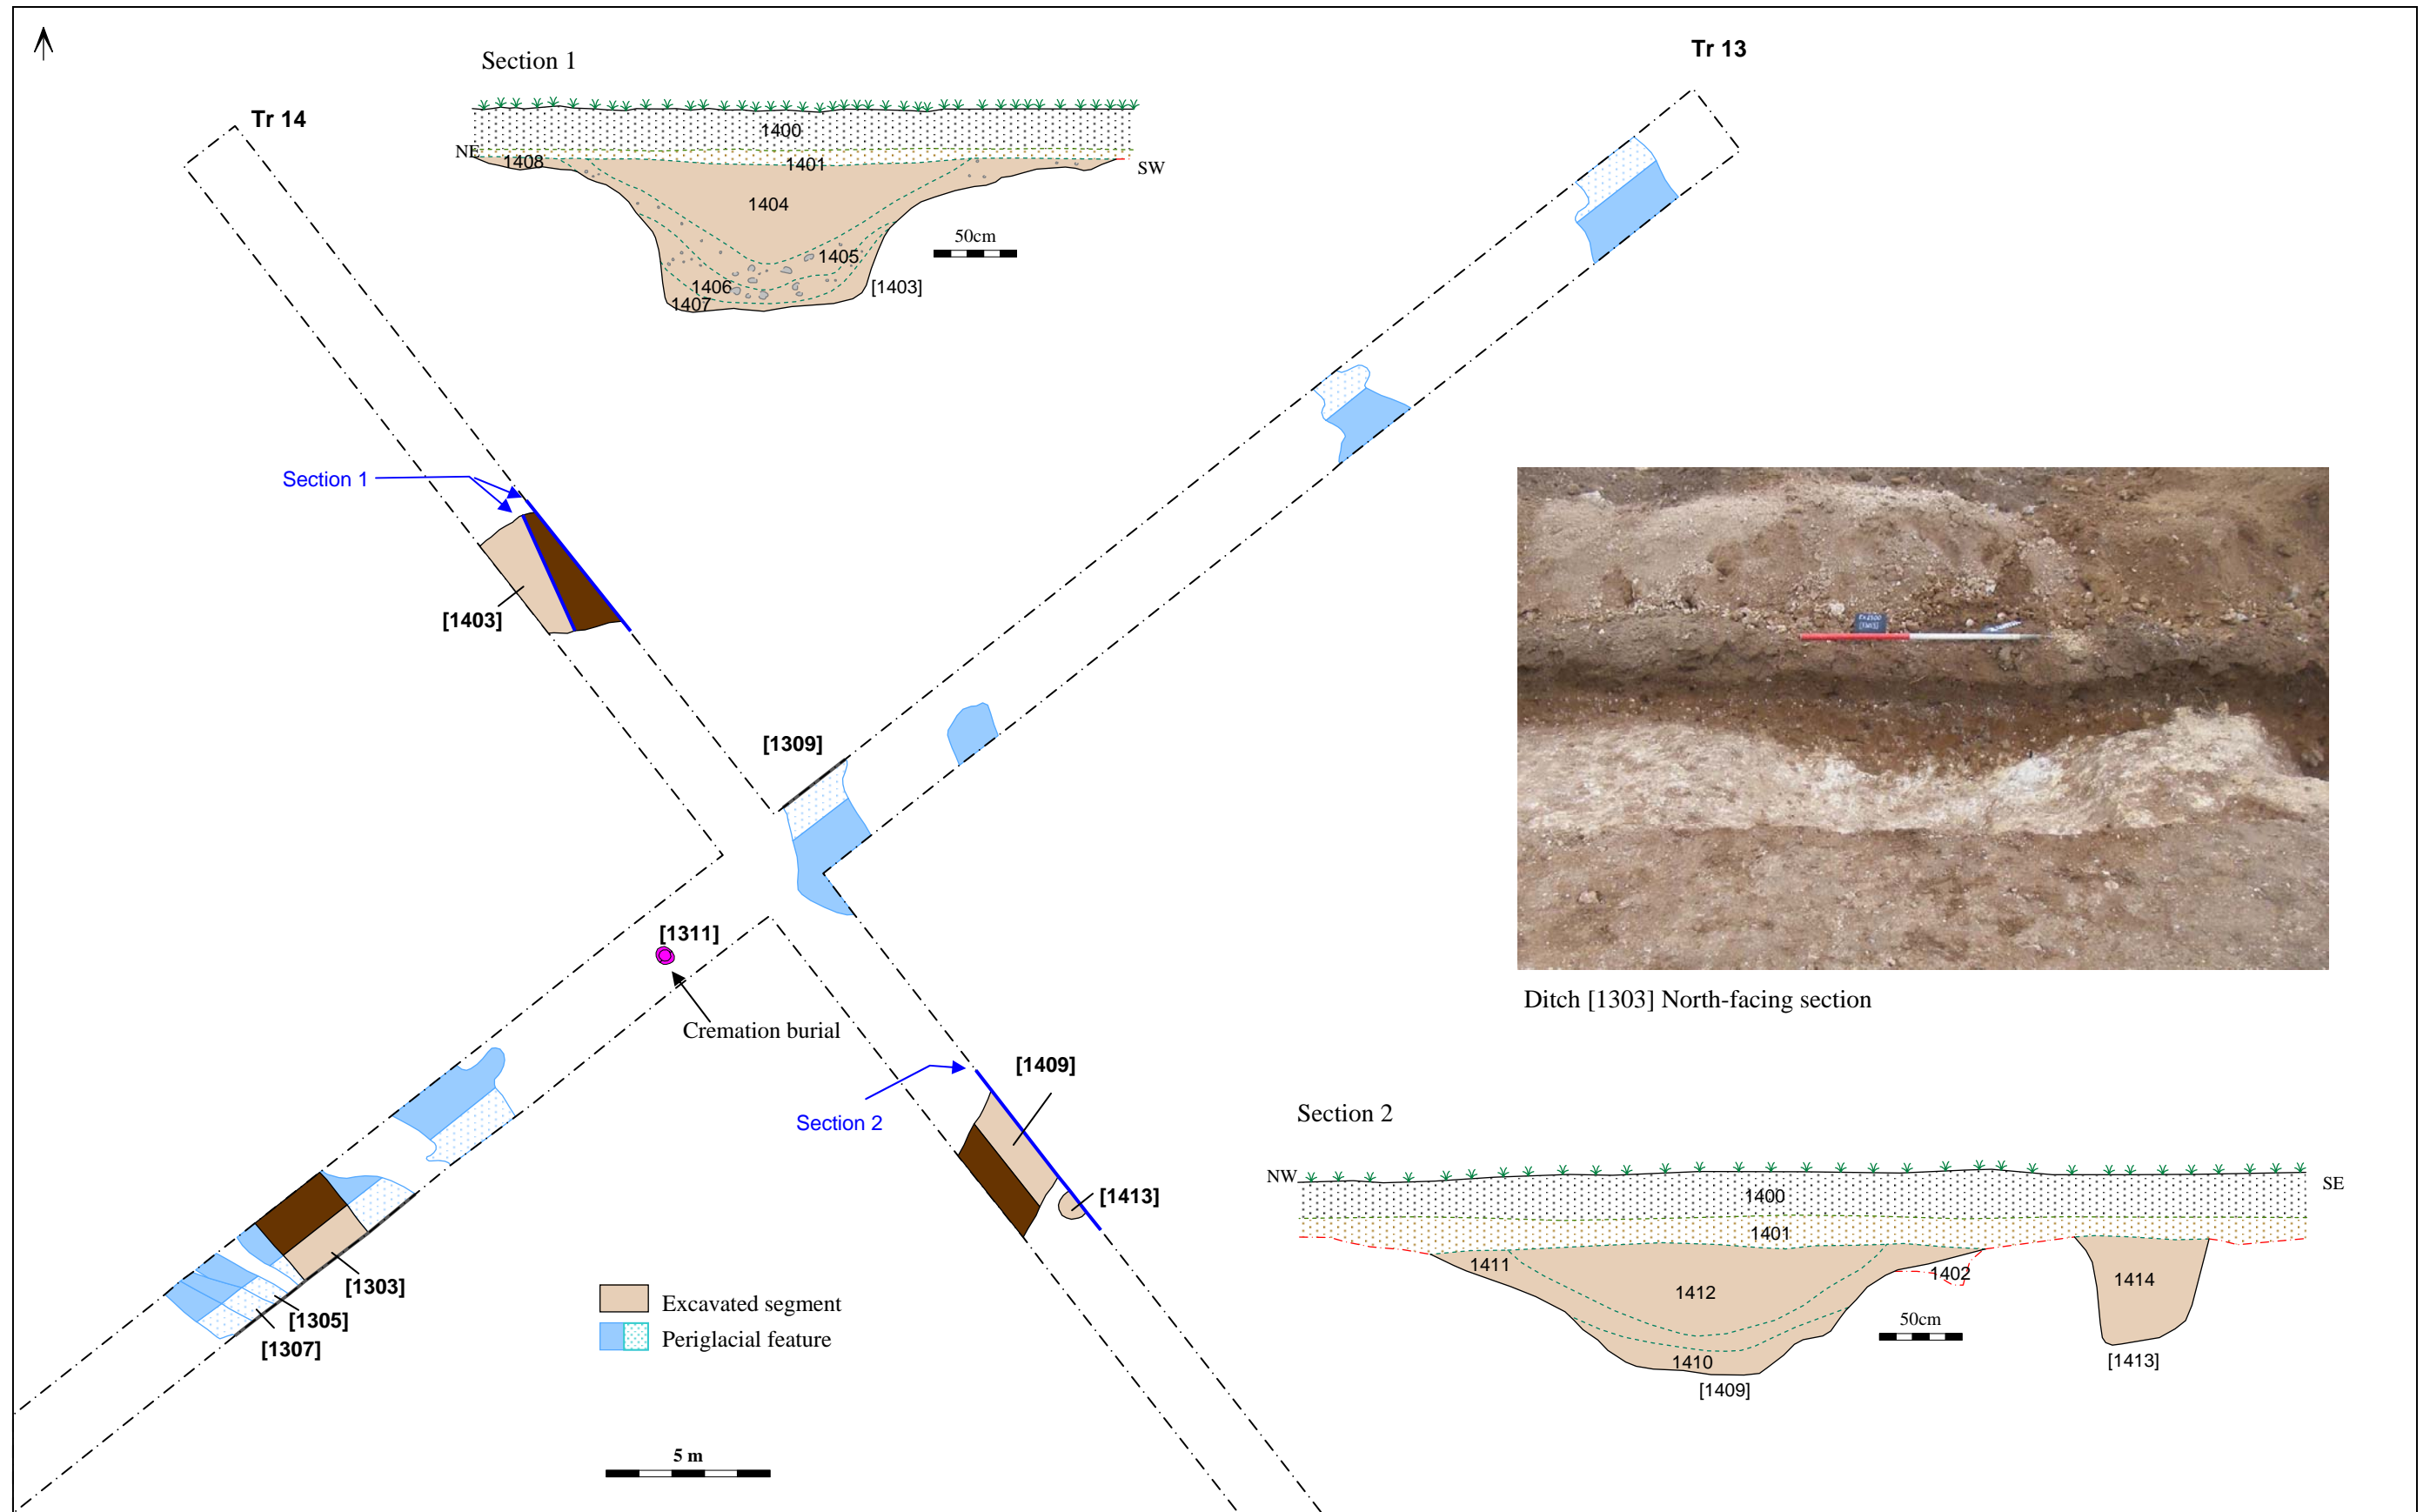 Tr 13
Section 1
Tr 14
1400
NE
1408
1401
SW
1404
50cm
1405
1406
[1403]
1407
Section 1
[1403]
[1309]
[1311]
Cremation burial
Ditch [1303] North-facing section
[1409]
Section 2
[1413]
Section 2
NW
1400
SE
1401
1411
1402
1414
1412
50cm
1410
[1413]
[1409]
[1303]
[1305]
[1307]
Excavated segment
Periglacial feature
5 m